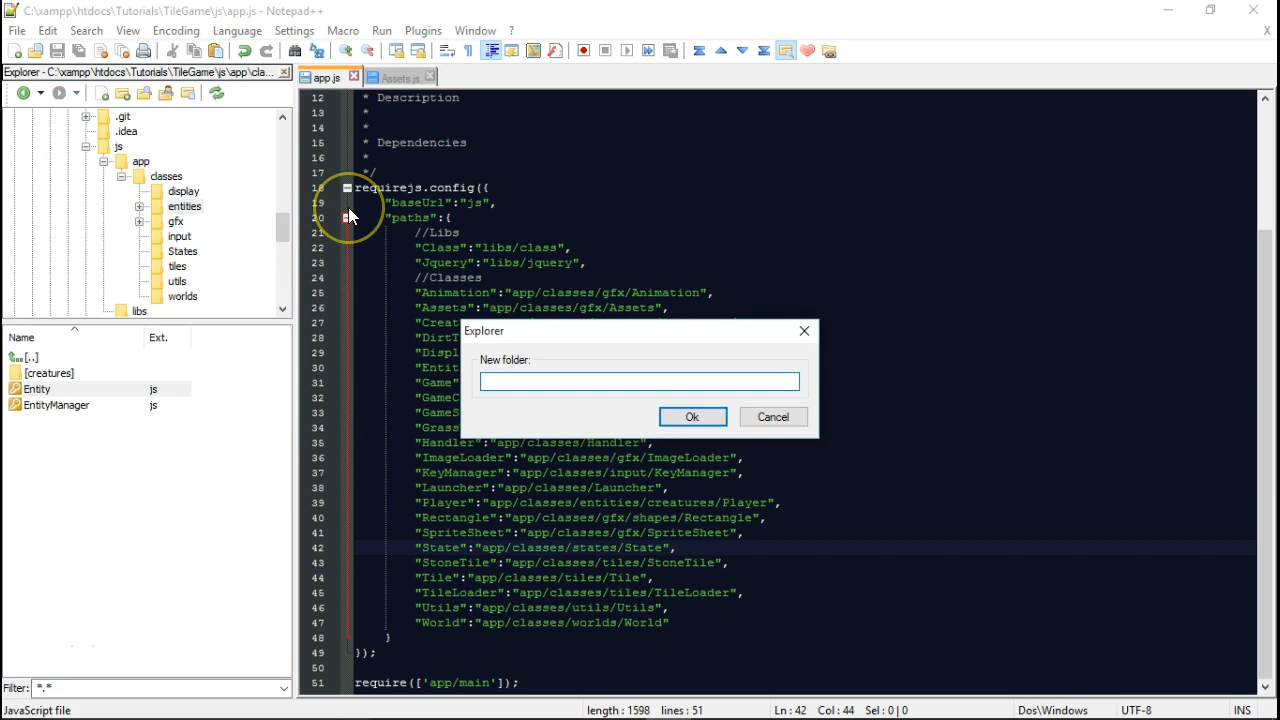 C:\xampp\htdocs\Tutorials\TileGame\js\app.js - Notepad++
File Edit Search View Encoding Language Settings Macro Run Plugins Window ? X
Explorer - C:\xampp\htdocs\Tutorials\TileGame\js\app\cla...
app.js Assets.js
.git
.idea
js
app
classes
display
entities
gfx
input
States
tiles
utils
worlds
libs
Name Ext.
[..]
[creatures]
Entity js
EntityManager js
Filter: *.*
12 * Description
13 *
14 *
15 * Dependencies
16 *
17 */
18 requirejs.config({
19 "baseUrl":"js",
20 "paths":{
21 //Libs
22 "Class":"libs/class",
23 "Jquery":"libs/jquery",
24 //Classes
25 "Animation":"app/classes/gfx/Animation",
26 "Assets":"app/classes/gfx/Assets",
27 "Creat
28 "DirtT
29 "Displ
30 "Entit
31 "Game"
32 "GameC
33 "GameS
34 "Grass
35 "Handler":"app/classes/Handler",
36 "ImageLoader":"app/classes/gfx/ImageLoader",
37 "KeyManager":"app/classes/input/KeyManager",
38 "Launcher":"app/classes/Launcher",
39 "Player":"app/classes/entities/creatures/Player",
40 "Rectangle":"app/classes/gfx/shapes/Rectangle",
41 "SpriteSheet":"app/classes/gfx/SpriteSheet",
42 "State":"app/classes/states/State",
43 "StoneTile":"app/classes/tiles/StoneTile",
44 "Tile":"app/classes/tiles/Tile",
45 "TileLoader":"app/classes/tiles/TileLoader",
46 "Utils":"app/classes/utils/Utils",
47 "World":"app/classes/worlds/World"
48 }
49 });
50
51 require(['app/main']);
Explorer
New folder:
Ok Cancel
JavaScript file length : 1598 lines : 51 Ln : 42 Col : 44 Sel : 0 | 0 Dos\Windows UTF-8 INS